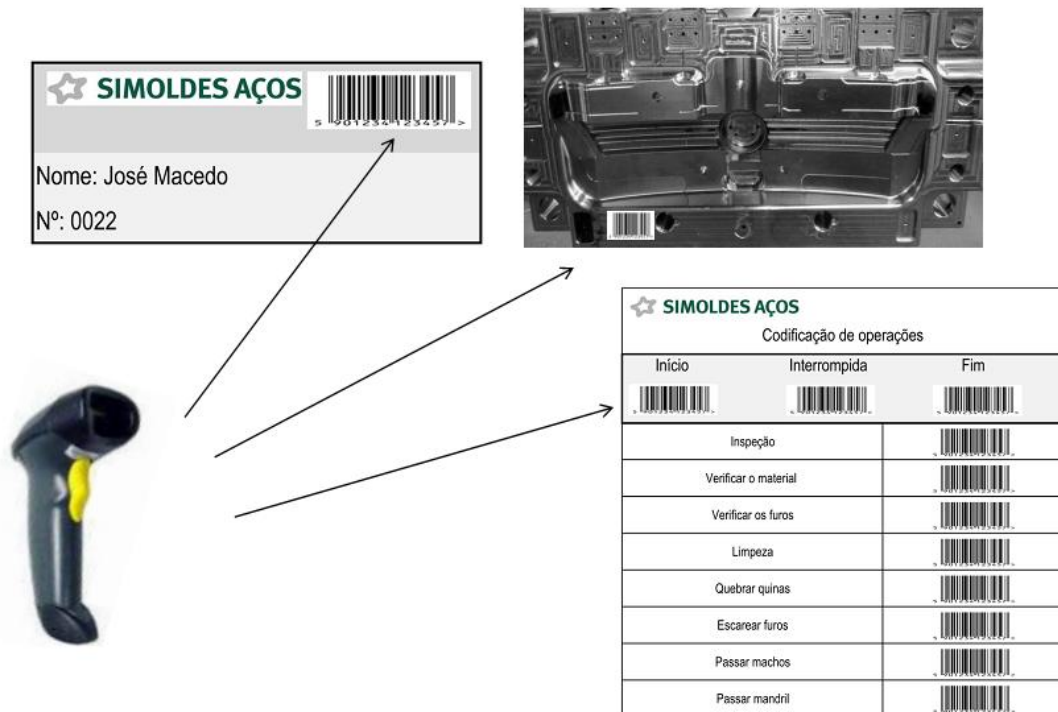 SIMOLDES AÇOS
5 901234 123457 >
Nome: José Macedo
Nº: 0022
SIMOLDES AÇOS
Codificação de operações
Início Interrompida Fim
Inspeção
Verificar o material
Verificar os furos
Limpeza
Quebrar quinas
Escarear furos
Passar machos
Passar mandril